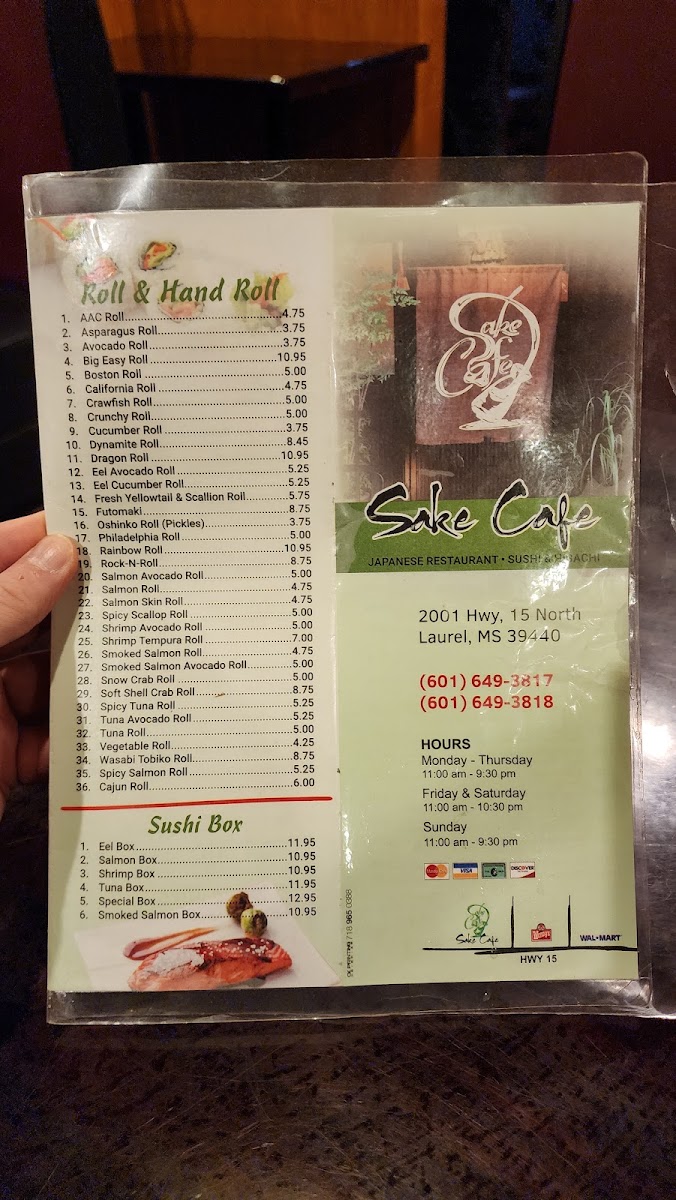 Roll & Hand Roll
1. AAC Roll 4.75
2. Asparagus Roll 3.75
3. Avocado Roll 3.75
4. Big Easy Roll 10.95
5. Boston Roll 5.00
6. California Roll 4.75
7. Crawfish Roll 5.00
8. Crunchy Roll 5.00
9. Cucumber Roll 3.75
10. Dynamite Roll 8.45
11. Dragon Roll 10.95
12. Eel Avocado Roll 5.25
13. Eel Cucumber Roll 5.25
14. Fresh Yellowtail & Scallion Roll 5.75
15. Futomaki 8.75
16. Oshinko Roll (Pickles) 3.75
17. Philadelphia Roll 5.00
18. Rainbow Roll 10.95
19. Rock-N-Roll 8.75
20. Salmon Avocado Roll 5.00
21. Salmon Roll 4.75
22. Salmon Skin Roll 4.75
23. Spicy Scallop Roll 5.00
24. Shrimp Avocado Roll 5.00
25. Shrimp Tempura Roll 7.00
26. Smoked Salmon Roll 4.75
27. Smoked Salmon Avocado Roll 5.00
28. Snow Crab Roll 5.00
29. Soft Shell Crab Roll 8.75
30. Spicy Tuna Roll 5.25
31. Tuna Avocado Roll 5.25
32. Tuna Roll 5.00
33. Vegetable Roll 4.25
34. Wasabi Tobiko Roll 8.75
35. Spicy Salmon Roll 5.25
36. Cajun Roll 6.00
Sushi Box
1. Eel Box 11.95
2. Salmon Box 10.95
3. Shrimp Box 10.95
4. Tuna Box 11.95
5. Special Box 12.95
6. Smoked Salmon Box 10.95
Sake
Cafe
Sake Cafe
JAPANESE RESTAURANT • SUSHI & HIBACHI
2001 Hwy, 15 North
Laurel, MS 39440
(601) 649-3817
(601) 649-3818
HOURS
Monday - Thursday
11:00 am - 9:30 pm
Friday & Saturday
11:00 am - 10:30 pm
Sunday
11:00 am - 9:30 pm
VISA
DISCOVER
Sake Cafe
Wendy's
WAL•MART
HWY 15
718 965 0388